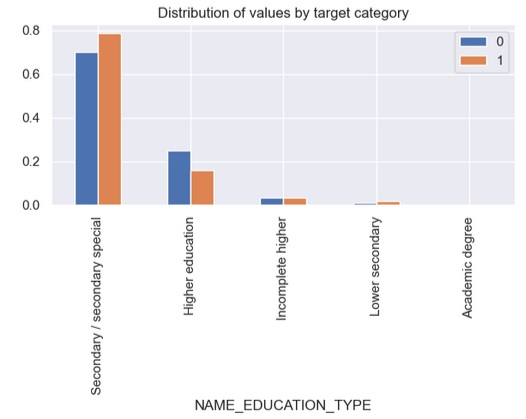 Distribution of values by target category
0.8
0.6
0.4
0.2
0.0
0
1
Secondary / secondary special
Higher education
Incomplete higher
Lower secondary
Academic degree
NAME_EDUCATION_TYPE